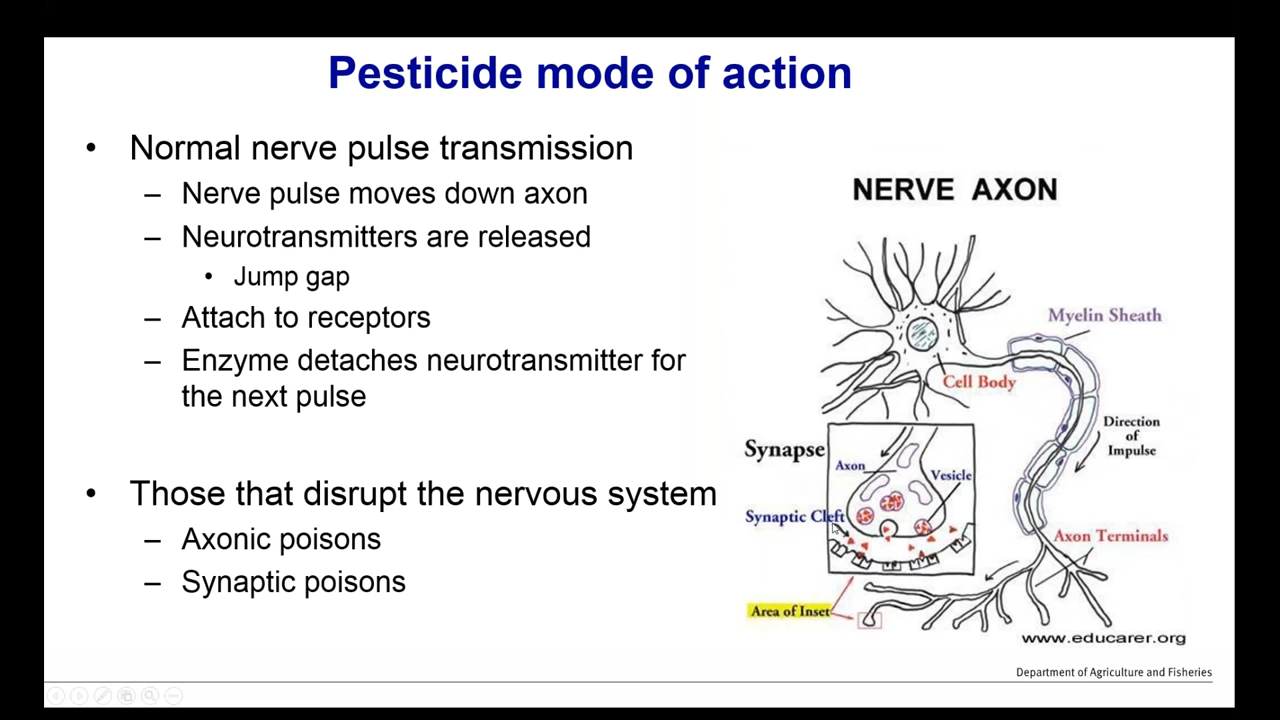 Pesticide mode of action
• Normal nerve pulse transmission
– Nerve pulse moves down axon
– Neurotransmitters are released
• Jump gap
– Attach to receptors
– Enzyme detaches neurotransmitter for
the next pulse
• Those that disrupt the nervous system
– Axonic poisons
– Synaptic poisons
NERVE AXON
Myelin Sheath
Cell Body
Direction
of
Impulse
Synapse
Axon
Vesicle
Synaptic Cleft
Axon Terminals
Area of Inset
www.educarer.org
Department of Agriculture and Fisheries